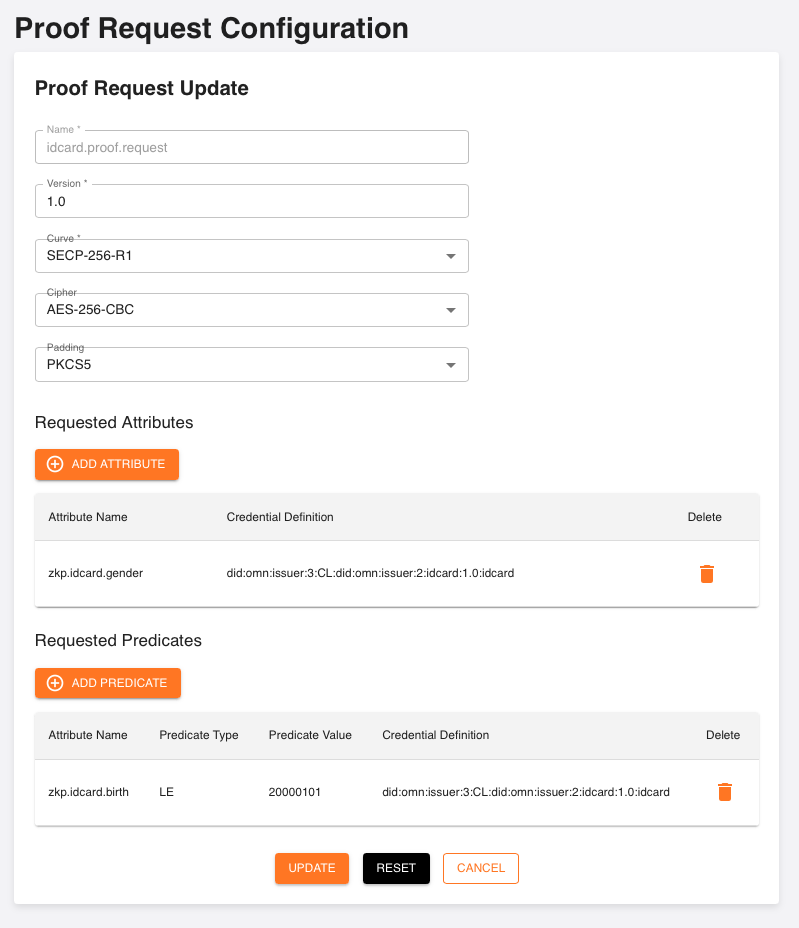 Proof Request Configuration
Proof Request Update
Name *
idcard.proof.request
Version *
1.0
Curve *
SECP-256-R1
Cipher
AES-256-CBC
Padding
PKCS5
Requested Attributes
ADD ATTRIBUTE
Attribute Name Credential Definition Delete
zkp.idcard.gender did:omn:issuer:3:CL:did:omn:issuer:2:idcard:1.0:idcard
Requested Predicates
ADD PREDICATE
Attribute Name Predicate Type Predicate Value Credential Definition Delete
zkp.idcard.birth LE 20000101 did:omn:issuer:3:CL:did:omn:issuer:2:idcard:1.0:idcard
UPDATE RESET CANCEL